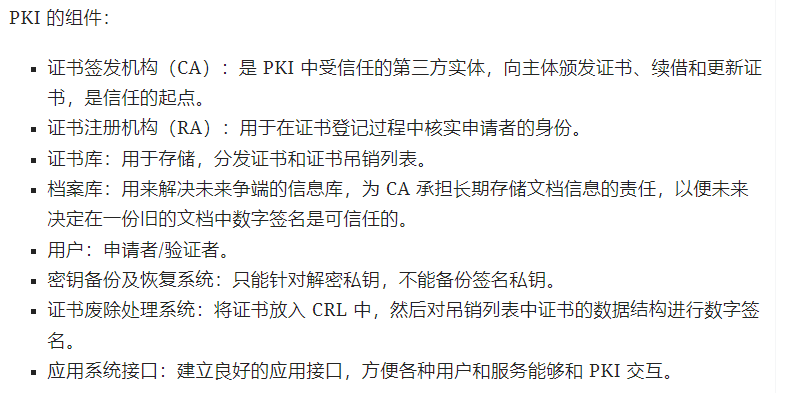 PKI 的组件：
▪ 证书签发机构（CA）：是 PKI 中受信任的第三方实体，向主体颁发证书、续借和更新证
书，是信任的起点。
▪ 证书注册机构（RA）：用于在证书登记过程中核实申请者的身份。
▪ 证书库：用于存储，分发证书和证书吊销列表。
▪ 档案库：用来解决未来争端的信息库，为 CA 承担长期存储文档信息的责任，以便未来
决定在一份旧的文档中数字签名是可信任的。
▪ 用户：申请者/验证者。
▪ 密钥备份及恢复系统：只能针对解密私钥，不能备份签名私钥。
▪ 证书废除处理系统：将证书放入 CRL 中，然后对吊销列表中证书的数据结构进行数字签
名。
▪ 应用系统接口：建立良好的应用接口，方便各种用户和服务能够和 PKI 交互。